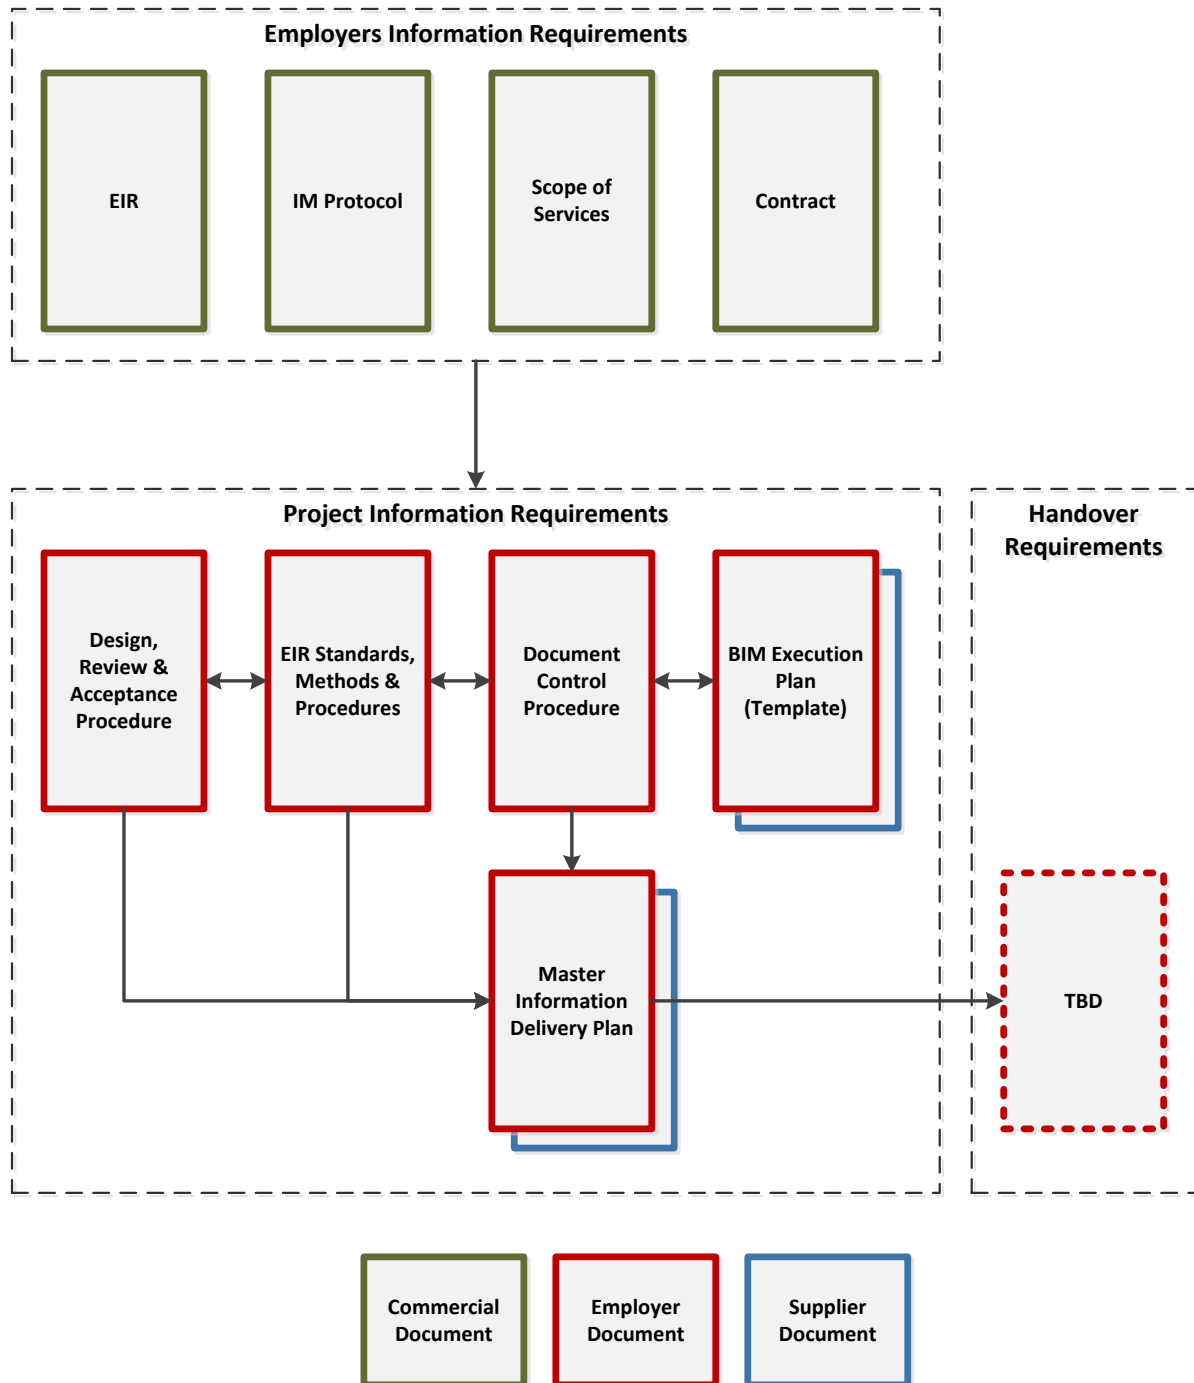 Employers Information Requirements
EIR
IM Protocol
Scope of
Services
Contract
Project Information Requirements
Handover
Requirements
Design,
Review &
Acceptance
Procedure
EIR Standards,
Methods &
Procedures
Document
Control
Procedure
BIM Execution
Plan
(Template)
Master
Information
Delivery Plan
TBD
Commercial
Document
Employer
Document
Supplier
Document